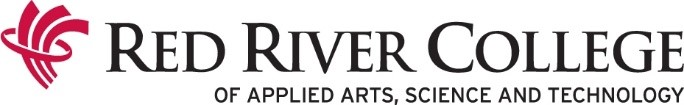 RED RIVER COLLEGE
OF APPLIED ARTS, SCIENCE AND TECHNOLOGY